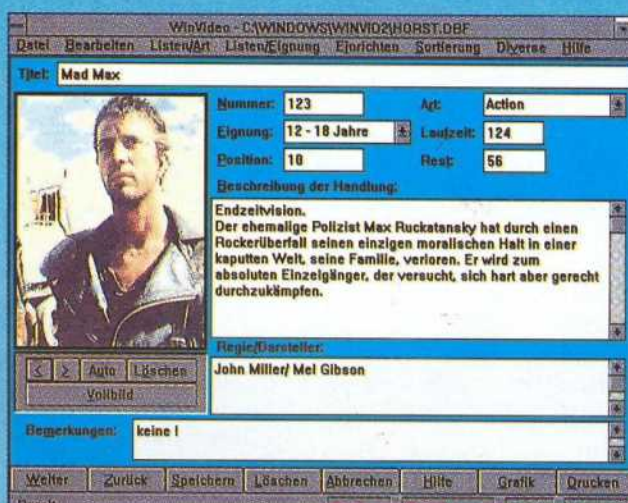 WinVideo - C:\WINDOWS\WINVID2\HORST.DBF
Datei Bearbeiten Listen/Art Listen/Eignung Einrichten Sortierung Diverse Hilfe
Titel: Mad Max
Nummer: 123 Art: Action
Eignung: 12 - 18 Jahre Laufzeit: 124
Position: 10 Rest: 56
Beschreibung der Handlung:
Endzeitvision.
Der ehemalige Polizist Max Ruckatansky hat durch einen
Rockerüberfall seinen einzigen moralischen Halt in einer
kaputten Welt, seine Familie, verloren. Er wird zum
absoluten Einzelgänger, der versucht, sich hart aber gerecht
durchzukämpfen.
Regie/Darsteller:
< > Auto Löschen
John Miller/ Mel Gibson
Vollbild
Bemerkungen: keine !
Weiter Zurück Speichern Löschen Abbrechen Hilfe Grafik Drucken